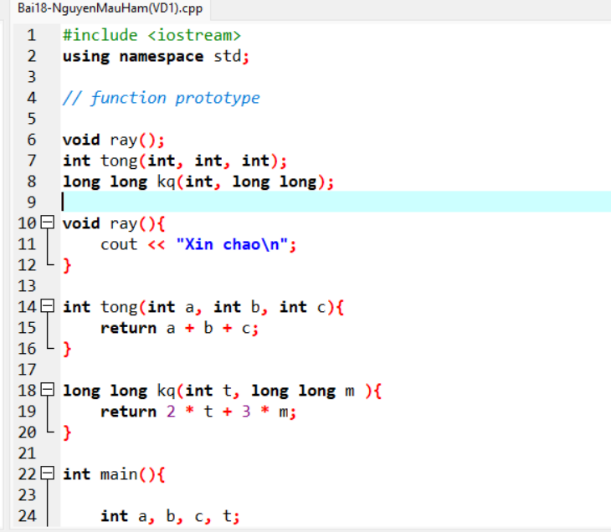 Bai18-NguyenMauHam(VD1).cpp
1 #include <iostream>
2 using namespace std;
3
4 // function prototype
5
6 void ray();
7 int tong(int, int, int);
8 long long kq(int, long long);
9
10 void ray(){
11 cout << "Xin chao\n";
12 }
13
14 int tong(int a, int b, int c){
15 return a + b + c;
16 }
17
18 long long kq(int t, long long m ){
19 return 2 * t + 3 * m;
20 }
21
22 int main(){
23
24 int a, b, c, t;